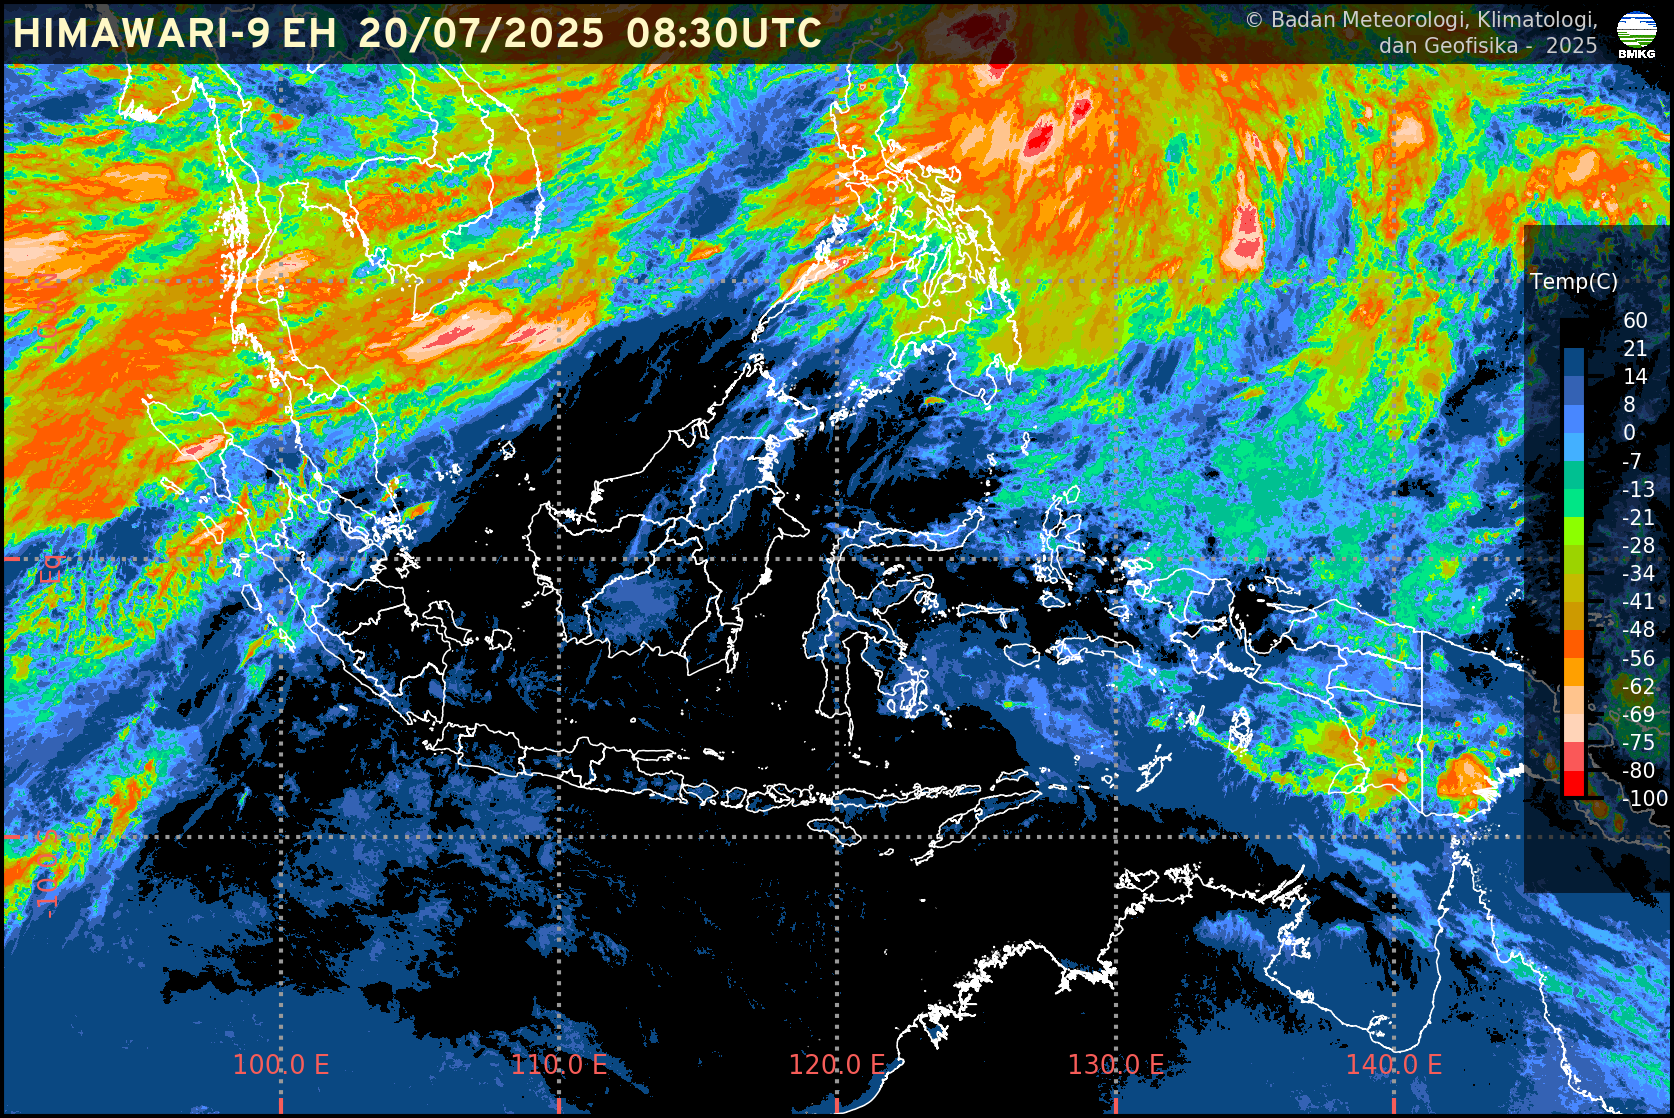 HIMAWARI-9 EH 20/07/2025 08:30UTC
© Badan Meteorologi, Klimatologi,
dan Geofisika - 2025
BMKG
Temp(C)
60
21
14
8
0
-7
-13
-21
-28
-34
-41
-48
-56
-62
-69
-75
-80
-100
Eq
-10.0 S
100.0 E
110.0 E
120.0 E
130.0 E
140.0 E